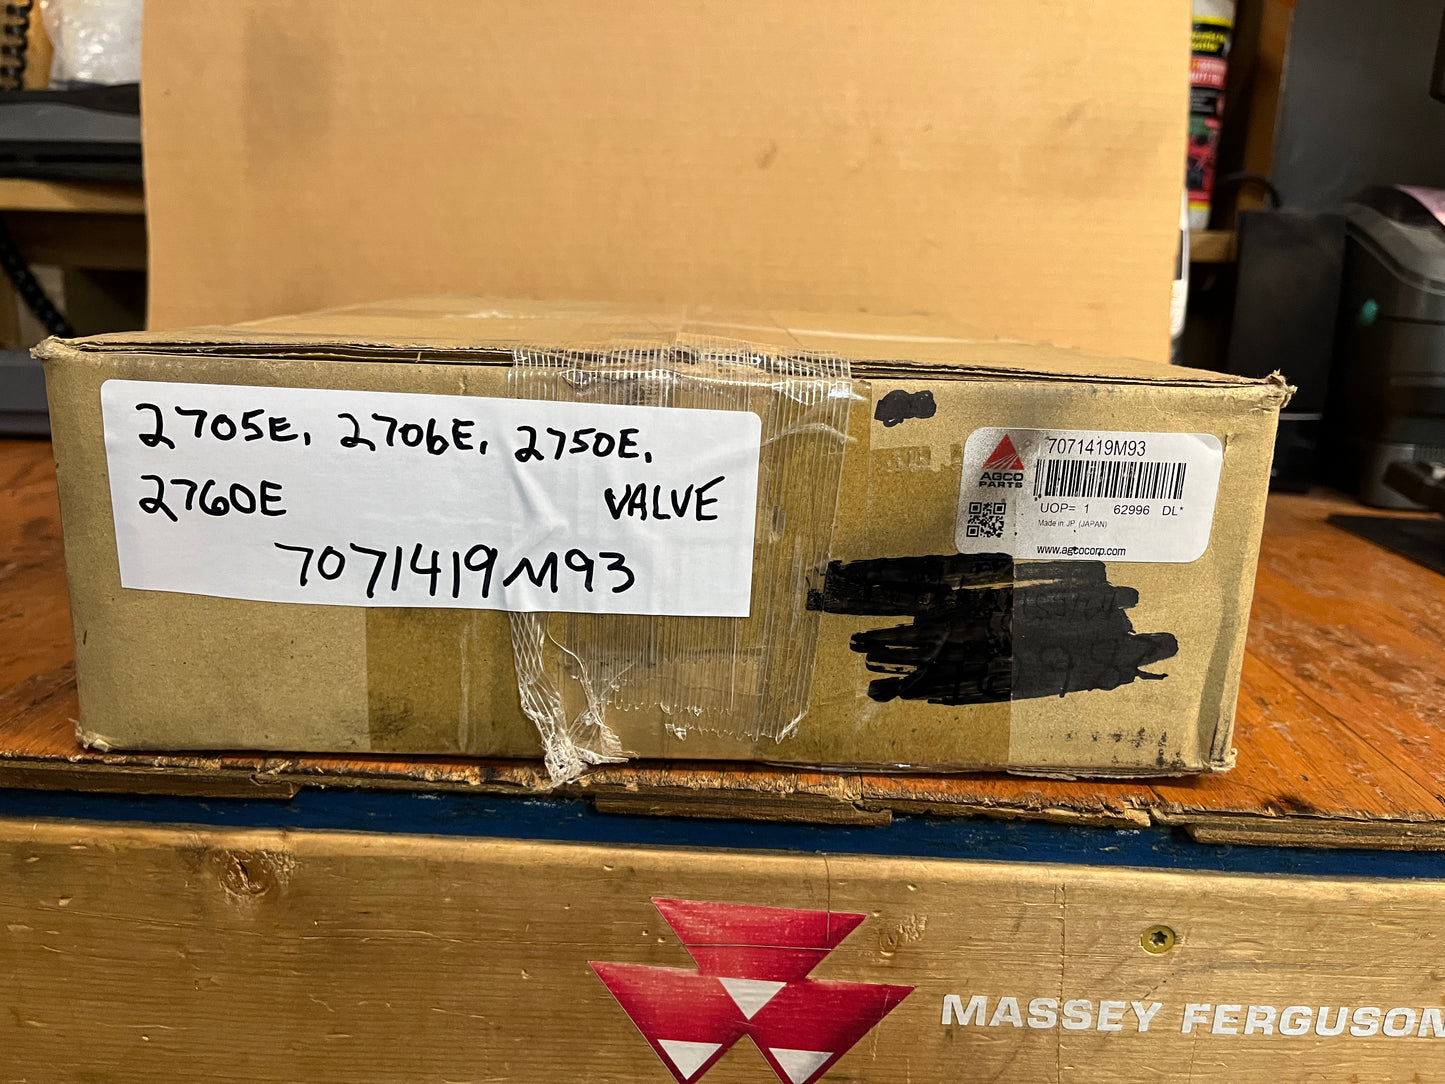 2705E, 2706E, 2750E,
2760E VALVE
7071419M93
7071419M93
AGCO
PARTS
UOP= 1 62996 DL*
Made in: JP (JAPAN)
www.agcocorp.com
MASSEY FERGUSON